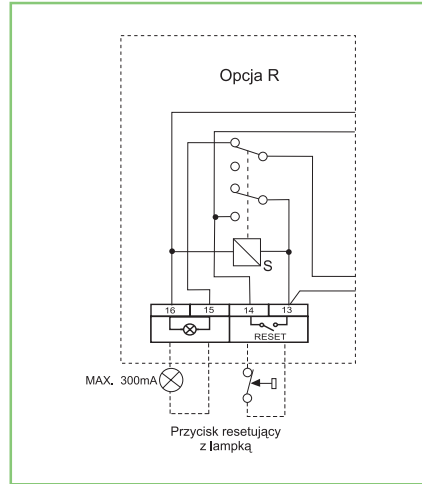 Opcja R
S
16 15 14 13
RESET
MAX. 300mA
Przycisk resetujący
z lampką